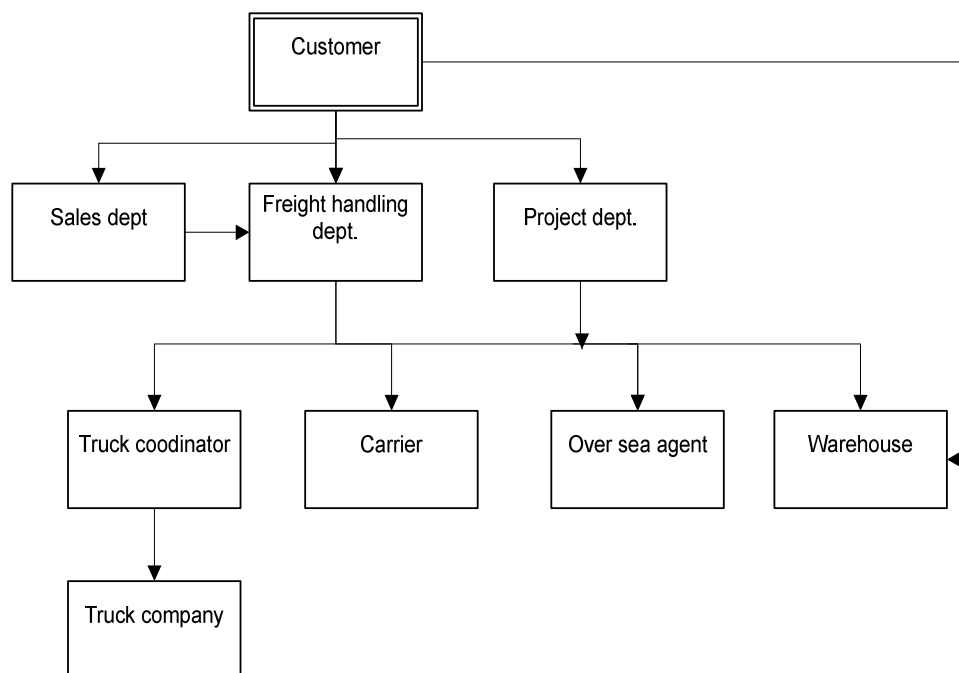 Customer
Sales dept
Freight handling
dept.
Project dept.
Truck coodinator
Carrier
Over sea agent
Warehouse
Truck company